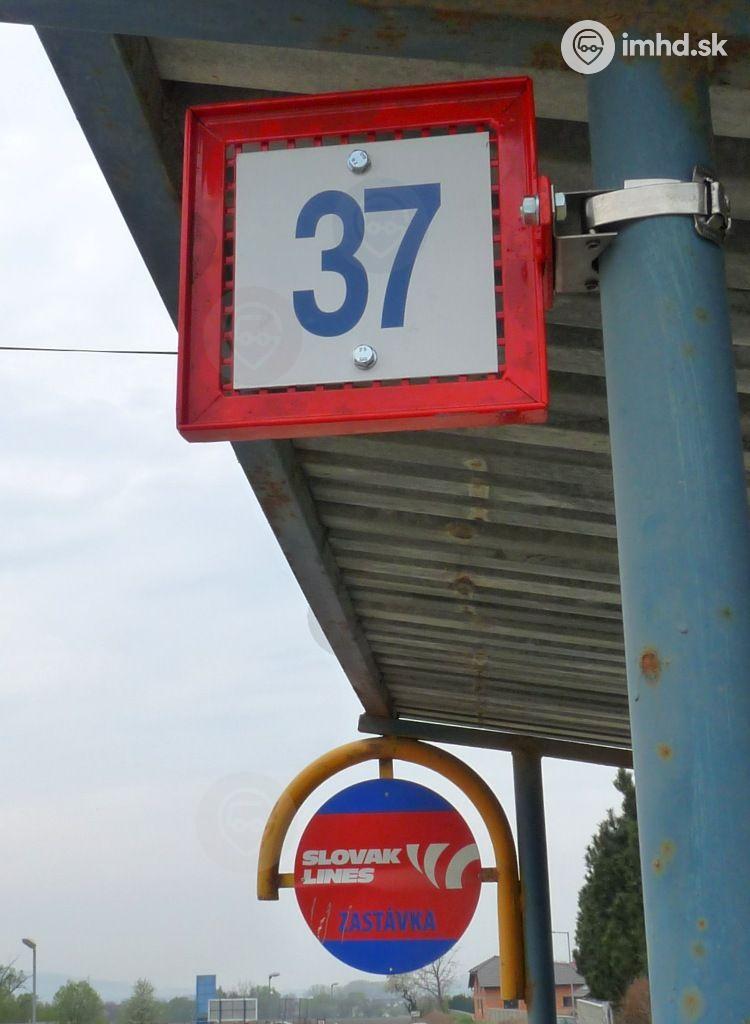 imhd.sk
37
SLOVAK
LINES
ZASTÁVKA